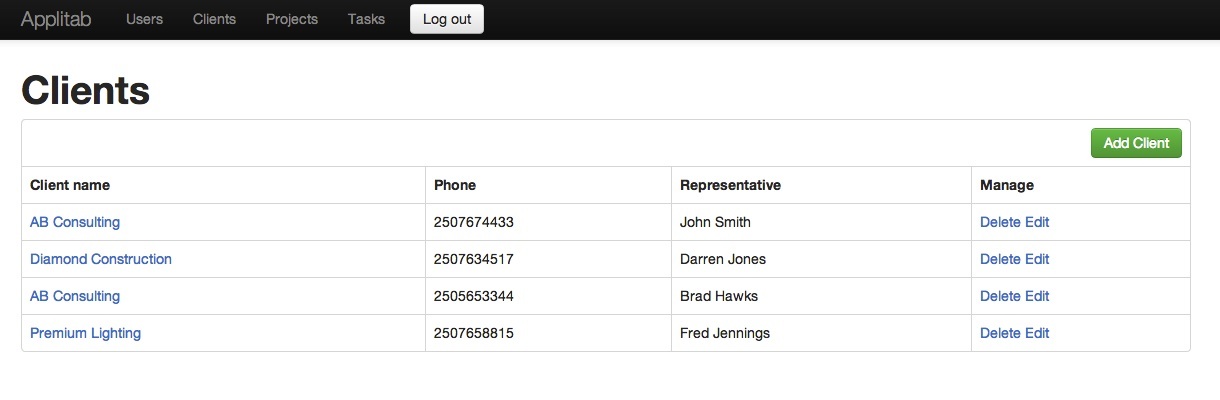 Applitab Users Clients Projects Tasks Log out
Clients
Add Client
Client name Phone Representative Manage
AB Consulting 2507674433 John Smith Delete Edit
Diamond Construction 2507634517 Darren Jones Delete Edit
AB Consulting 2505653344 Brad Hawks Delete Edit
Premium Lighting 2507658815 Fred Jennings Delete Edit